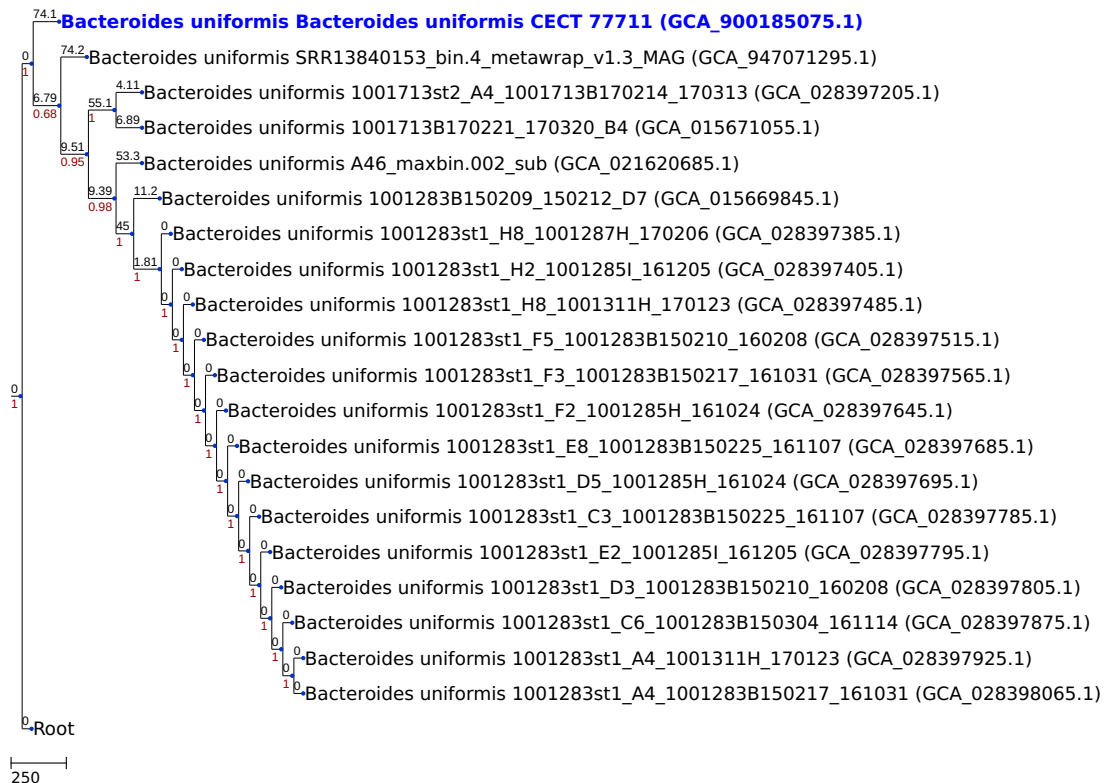 74.1 Bacteroides uniformis Bacteroides uniformis CECT 77711 (GCA_900185075.1)
74.2 Bacteroides uniformis SRR13840153_bin.4_metawrap_v1.3_MAG (GCA_947071295.1)
0
1
4.11 Bacteroides uniformis 1001713st2_A4_1001713B170214_170313 (GCA_028397205.1)
6.79 55.1
0.68 1
6.89 Bacteroides uniformis 1001713B170221_170320_B4 (GCA_015671055.1)
9.51
0.95
53.3 Bacteroides uniformis A46_maxbin.002_sub (GCA_021620685.1)
9.39 11.2 Bacteroides uniformis 1001283B150209_150212_D7 (GCA_015669845.1)
0.98
45 0 Bacteroides uniformis 1001283st1_H8_1001287H_170206 (GCA_028397385.1)
1
1.81 0 Bacteroides uniformis 1001283st1_H2_1001285I_161205 (GCA_028397405.1)
1
0 0 Bacteroides uniformis 1001283st1_H8_1001311H_170123 (GCA_028397485.1)
1
0 0 Bacteroides uniformis 1001283st1_F5_1001283B150210_160208 (GCA_028397515.1)
1
0 0 Bacteroides uniformis 1001283st1_F3_1001283B150217_161031 (GCA_028397565.1)
1
0
1
0 0 Bacteroides uniformis 1001283st1_F2_1001285H_161024 (GCA_028397645.1)
1
0 0 Bacteroides uniformis 1001283st1_E8_1001283B150225_161107 (GCA_028397685.1)
1
0 0 Bacteroides uniformis 1001283st1_D5_1001285H_161024 (GCA_028397695.1)
1
0 0 Bacteroides uniformis 1001283st1_C3_1001283B150225_161107 (GCA_028397785.1)
1
0 0 Bacteroides uniformis 1001283st1_E2_1001285I_161205 (GCA_028397795.1)
1
0 0 Bacteroides uniformis 1001283st1_D3_1001283B150210_160208 (GCA_028397805.1)
1
0 0 Bacteroides uniformis 1001283st1_C6_1001283B150304_161114 (GCA_028397875.1)
1
0 0 Bacteroides uniformis 1001283st1_A4_1001311H_170123 (GCA_028397925.1)
1
0 0 Bacteroides uniformis 1001283st1_A4_1001283B150217_161031 (GCA_028398065.1)
1
0 Root
250